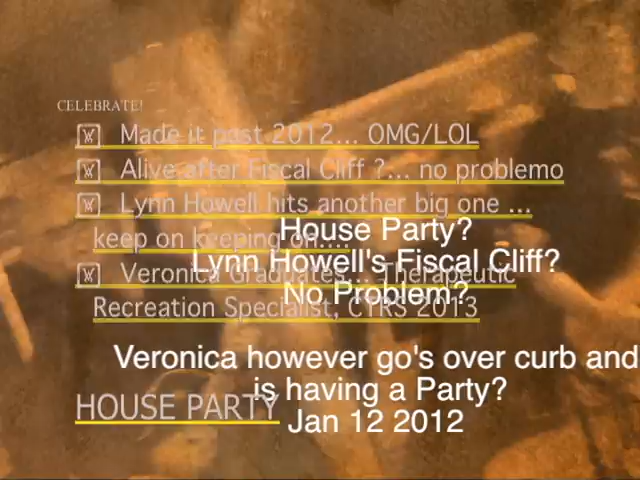 CELEBRATE!
Made it past 2012... OMG/LOL
Alive after Fiscal Cliff ?... no problemo
Lynn Howell hits another big one ...
keep on keeping on....
House Party?
Lynn Howell's Fiscal Cliff?
Veronica Graduates... Therapeutic
No Problem?
Recreation Specialist, CTRS 2013
Veronica however go's over curb and
is having a Party?
HOUSE PARTY
Jan 12 2012